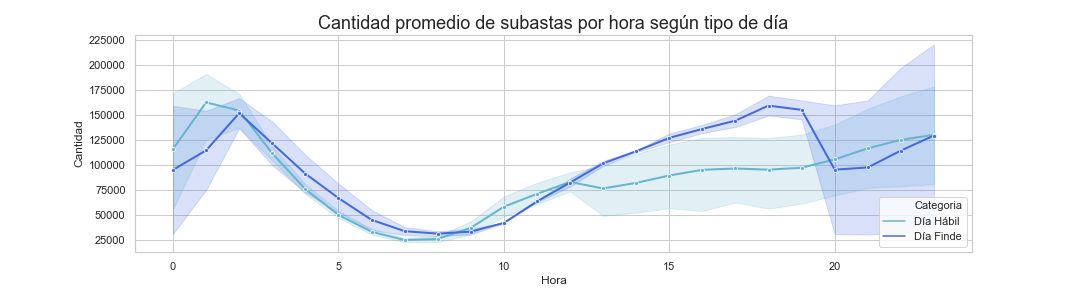 Cantidad promedio de subastas por hora según tipo de día
225000
200000
175000
150000
125000
100000
75000
50000
25000
Cantidad
0
5
10
15
20
Hora
Categoria
Día Hábil
Día Finde